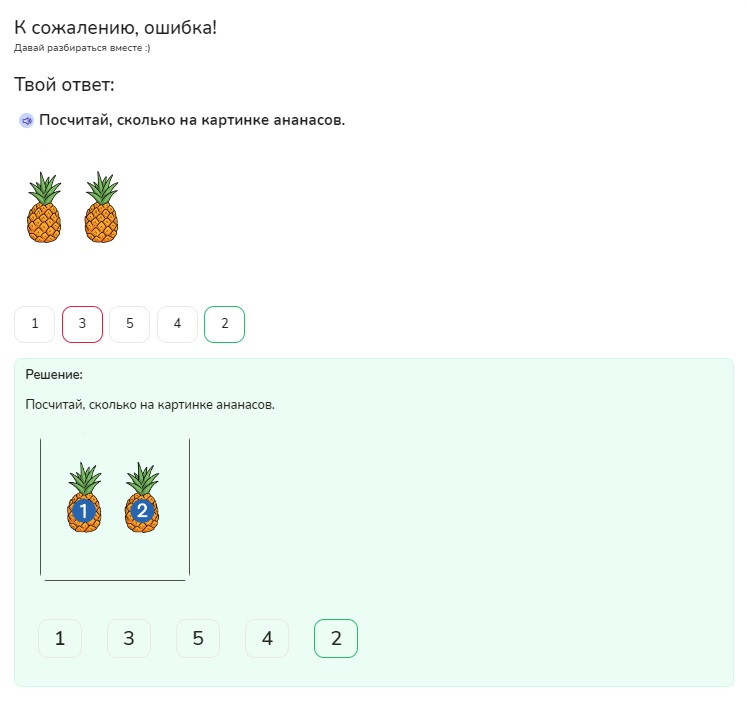 К сожалению, ошибка!
Давай разбираться вместе :)
Твой ответ:
Посчитай, сколько на картинке ананасов.
1 3 5 4 2
Решение:
Посчитай, сколько на картинке ананасов.
1 2
1 3 5 4 2